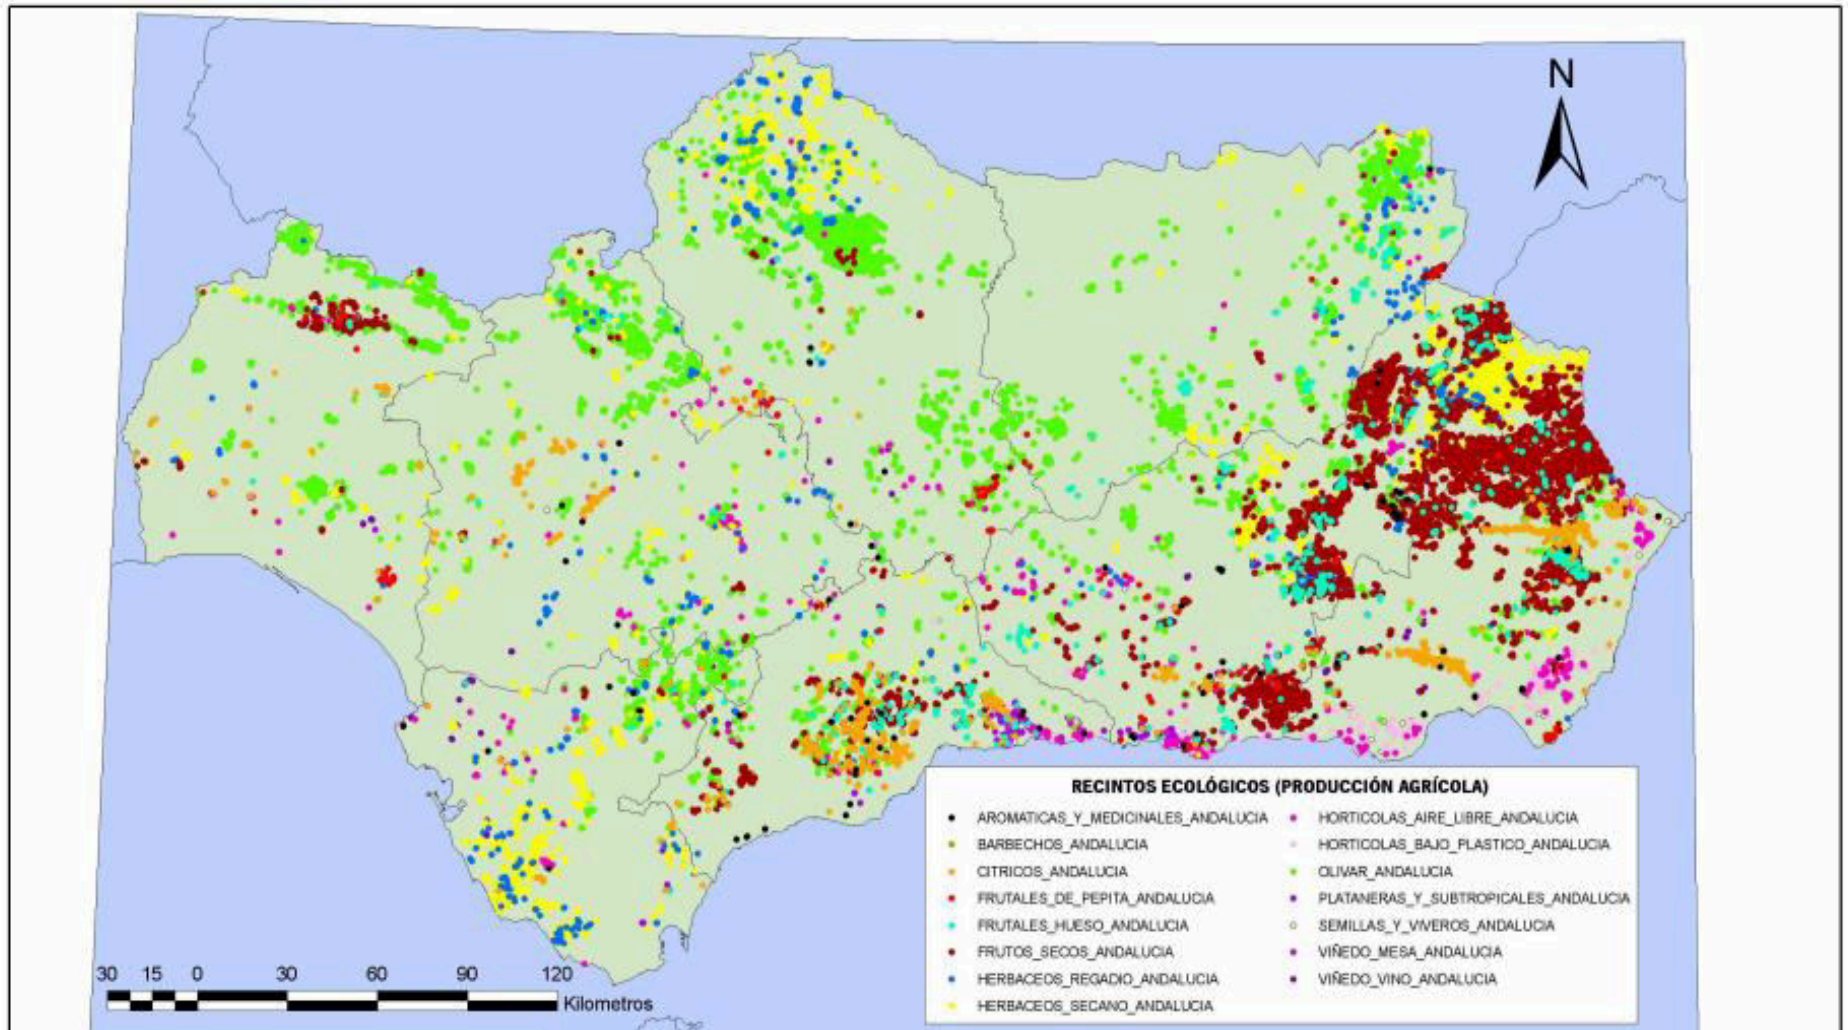 N
RECINTOS ECOLÓGICOS (PRODUCCIÓN AGRÍCOLA)
AROMATICAS_Y_MEDICINALES_ANDALUCIA
BARBECHOS_ANDALUCIA
CITRICOS_ANDALUCIA
FRUTALES_DE_PEPITA_ANDALUCIA
FRUTALES_HUESO_ANDALUCIA
FRUTOS_SECOS_ANDALUCIA
HERBACEOS_REGADIO_ANDALUCIA
HERBACEOS_SECANO_ANDALUCIA
HORTICOLAS_AIRE_LIBRE_ANDALUCIA
HORTICOLAS_BAJO_PLASTICO_ANDALUCIA
OLIVAR_ANDALUCIA
PLATANERAS_Y_SUBTROPICALES_ANDALUCIA
SEMILLAS_Y_VIVEROS_ANDALUCIA
VIÑEDO_MESA_ANDALUCIA
VIÑEDO_VINO_ANDALUCIA
30 15 0 30 60 90 120
Kilometros